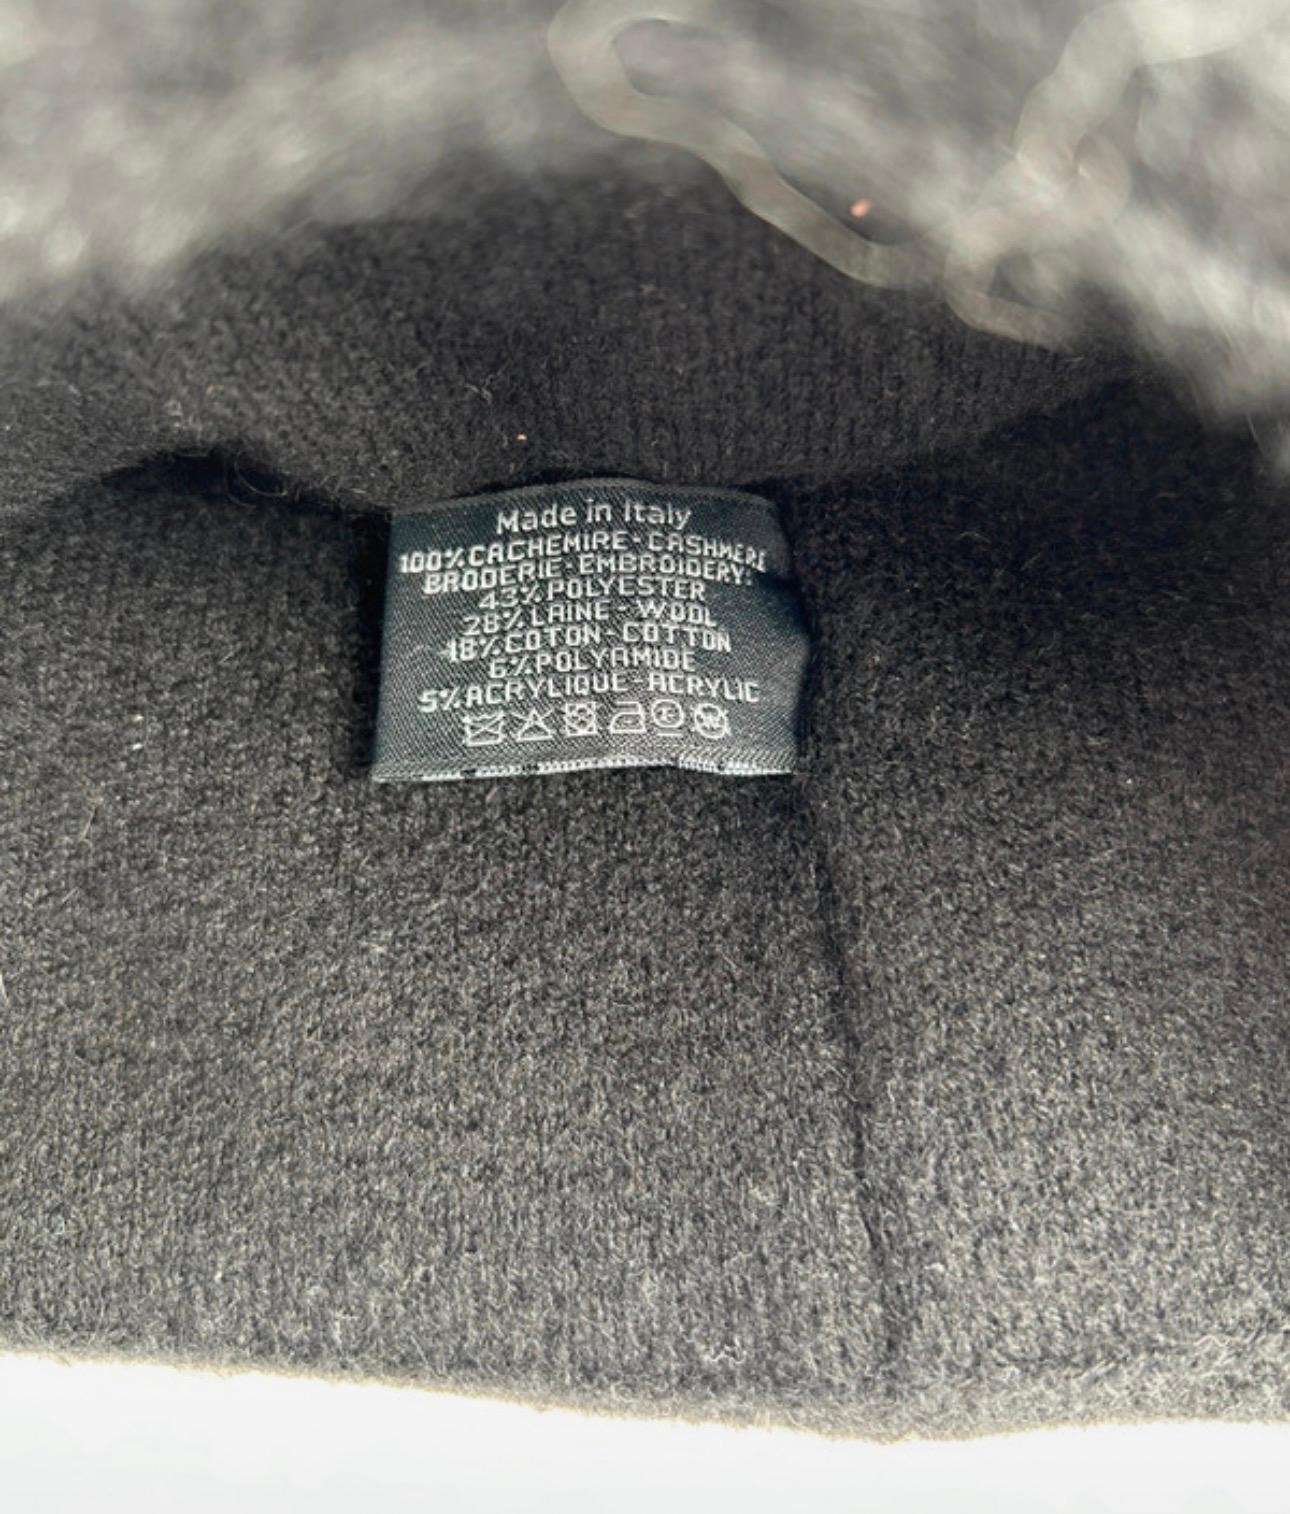 Made in Italy
100%CACHEMIRE-CASHMERE
BRODERIE-EMBROIDERY:
43%POLYESTER
28%LAINE-WOOL
18%COTON-COTTON
6%POLYAMIDE
5%ACRYLIQUE-ACRYLIC